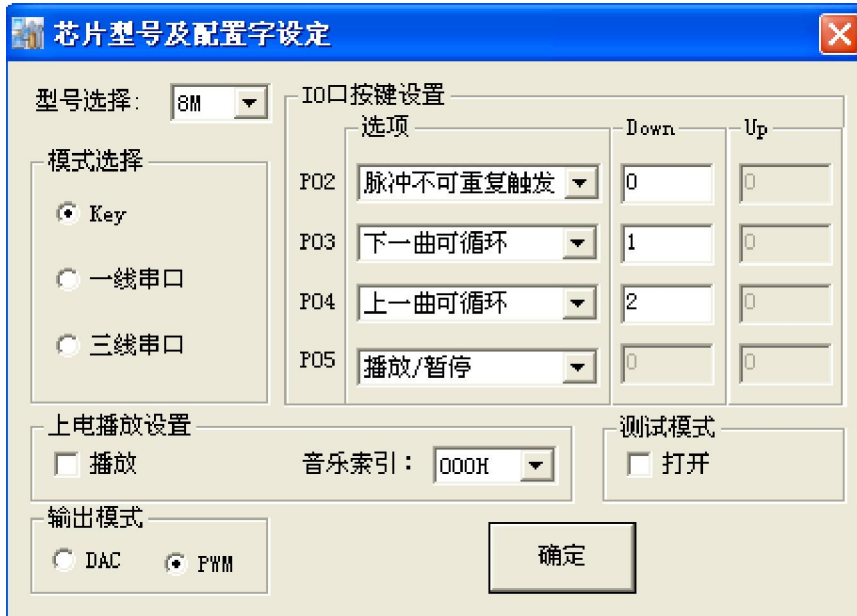 芯片型号及配置字设定
型号选择: 8M
IO口按键设置
选项 Down Up
模式选择
Key
一线串口
三线串口
P02 脉冲不可重复触发 0 0
P03 下一曲可循环 1 0
P04 上一曲可循环 2 0
P05 播放/暂停 0 0
上电播放设置
播放 音乐索引: 000H
测试模式
打开
输出模式
DAC PWM
确定